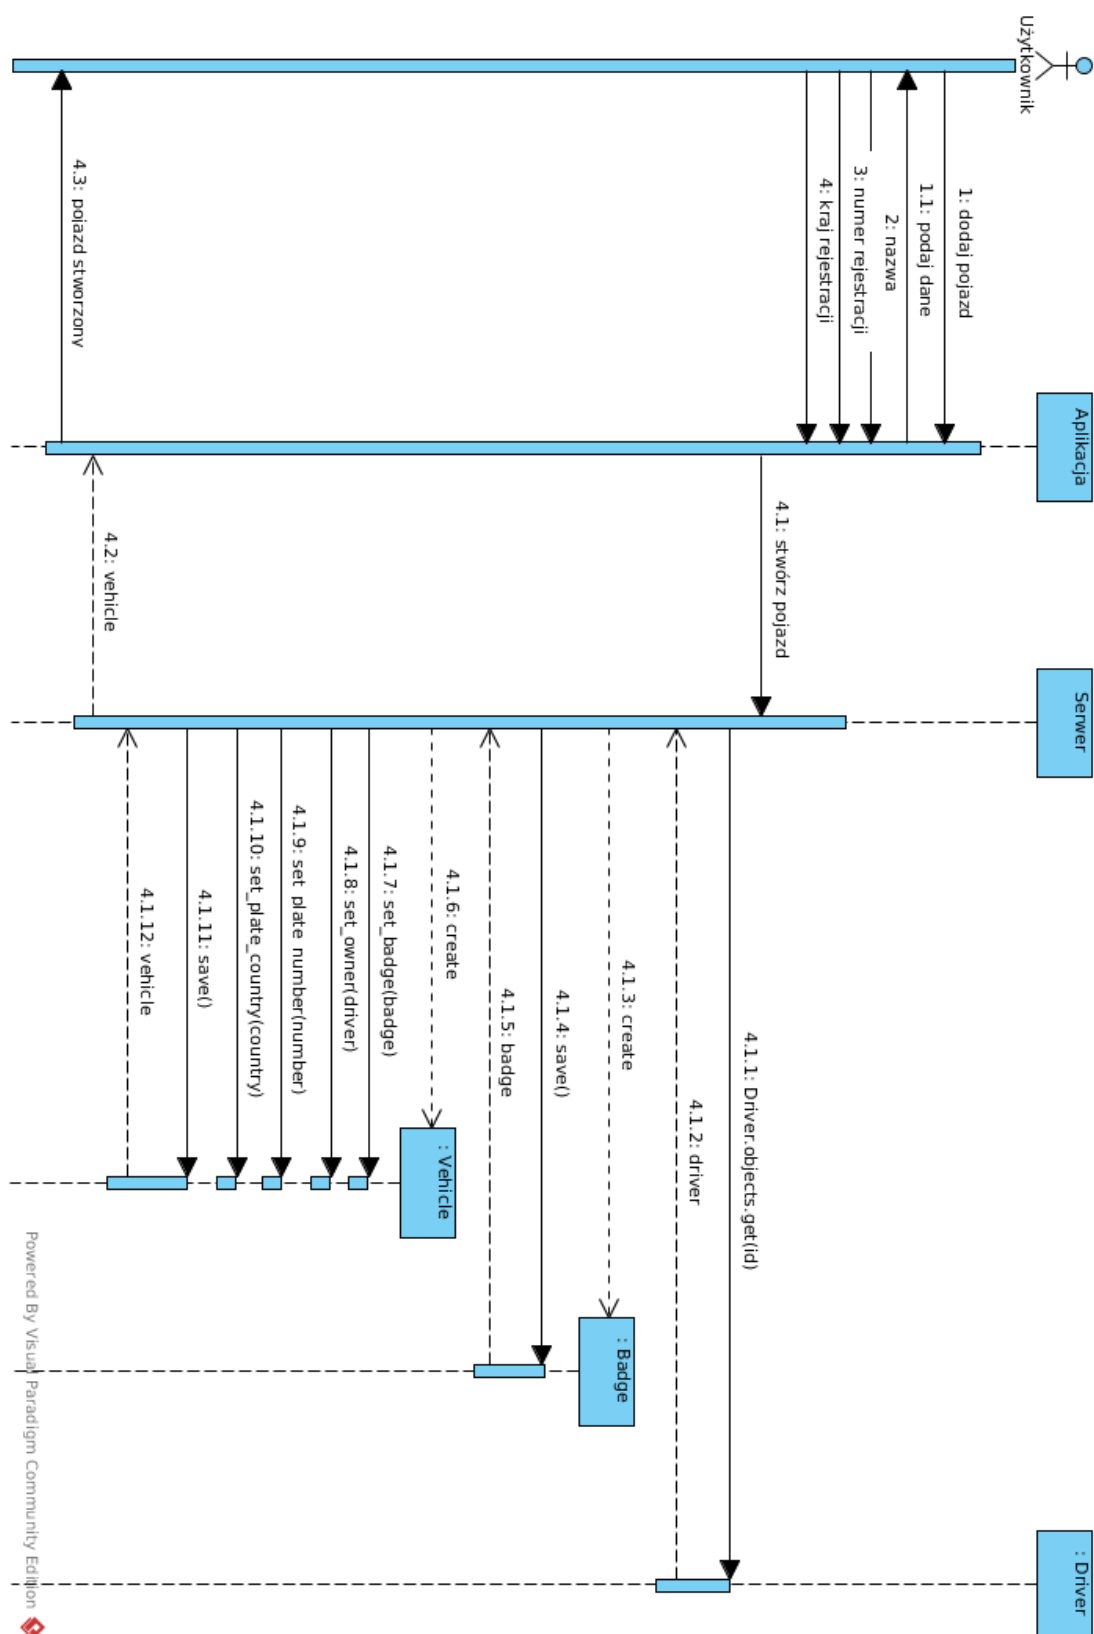 Użytkownik
Aplikacja
Serwer
: Driver
1: dodaj pojazd
1.1: podaj dane
2: nazwa
3: numer rejestracji
4: kraj rejestracji
4.1: stwórz pojazd
4.1.1: Driver.objects.get(id)
4.1.2: driver
4.1.3: create
: Badge
4.1.4: save()
4.1.5: badge
4.1.6: create
: Vehicle
4.1.7: set_badge(badge)
4.1.8: set_owner(driver)
4.1.9: set_plate_number(number)
4.1.10: set_plate_country(country)
4.1.11: save()
4.1.12: vehicle
4.2: vehicle
4.3: pojazd stworzony
Powered By Visual Paradigm Community Edition